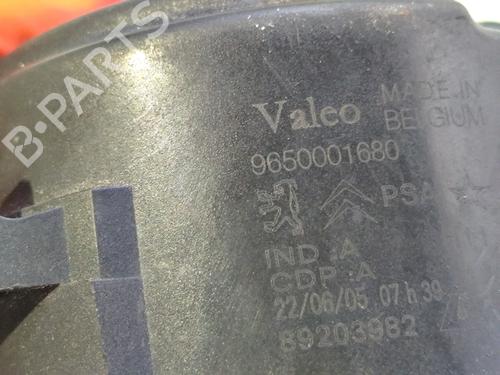 Valeo
MADE IN
BELGIUM
9650001680
PSA
IND :A
CDP :A
22/06/05 07 h 39
89203982
B-PARTS